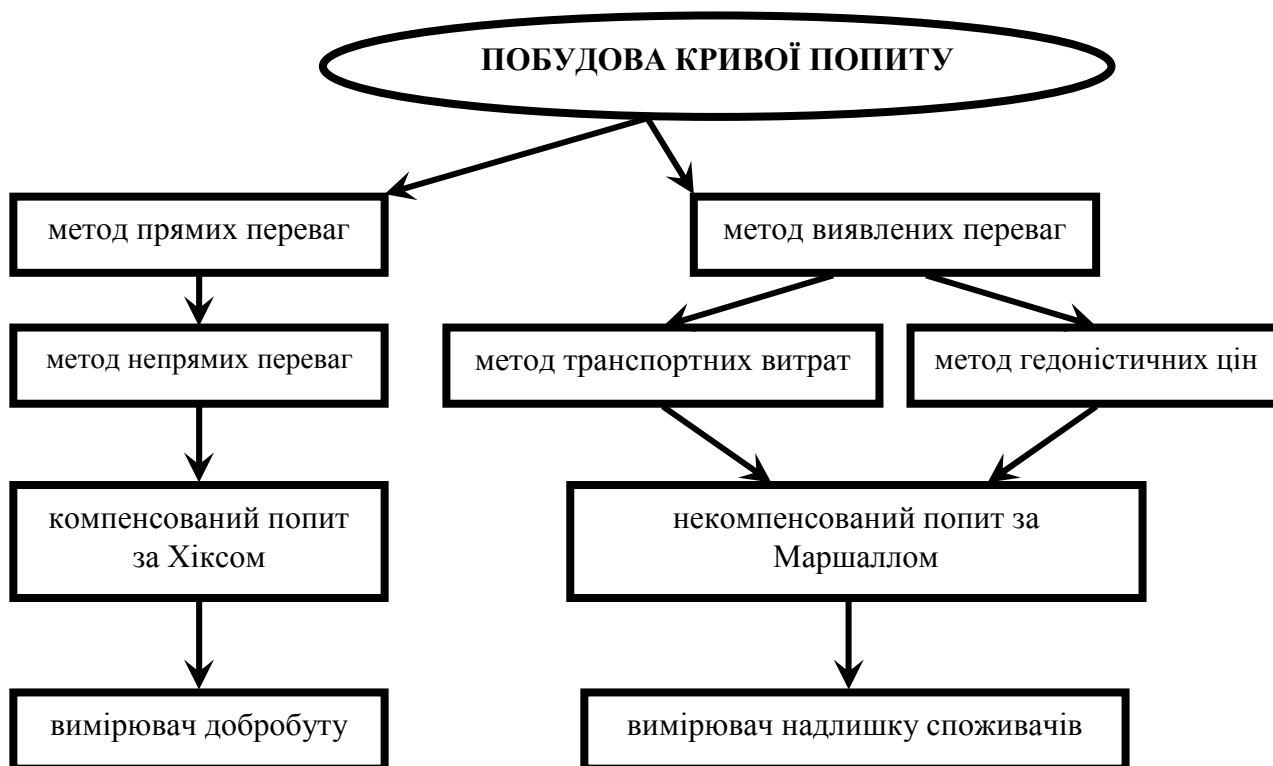 ПОБУДОВА КРИВОЇ ПОПИТУ
метод прямих переваг
метод виявлених переваг
метод непрямих переваг
метод транспортних витрат
метод гедоністичних цін
компенсований попит
за Хіксом
некомпенсований попит за
Маршаллом
вимірювач добробуту
вимірювач надлишку споживачів